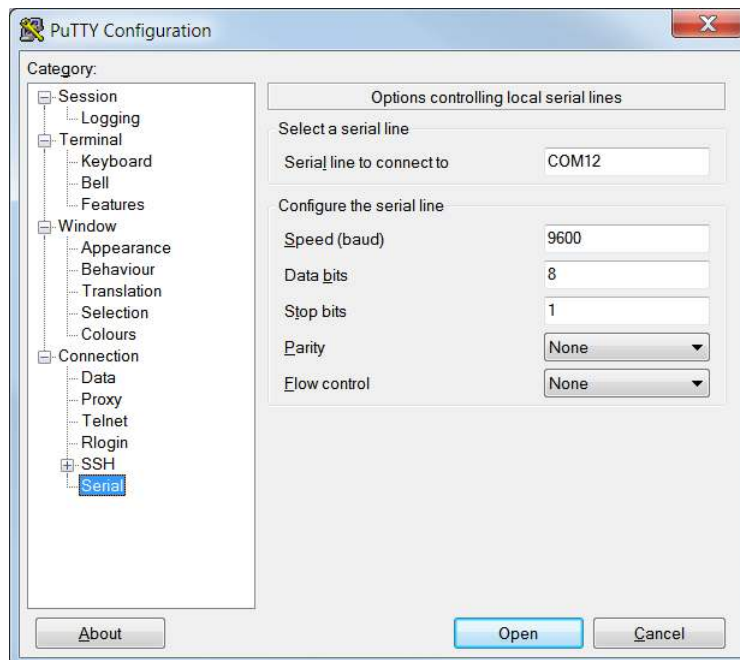 PuTTY Configuration
Category:
Session
Logging
Terminal
Keyboard
Bell
Features
Window
Appearance
Behaviour
Translation
Selection
Colours
Connection
Data
Proxy
Telnet
Rlogin
SSH
Serial
Options controlling local serial lines
Select a serial line
Serial line to connect to COM12
Configure the serial line
Speed (baud) 9600
Data bits 8
Stop bits 1
Parity None
Flow control None
About Open Cancel